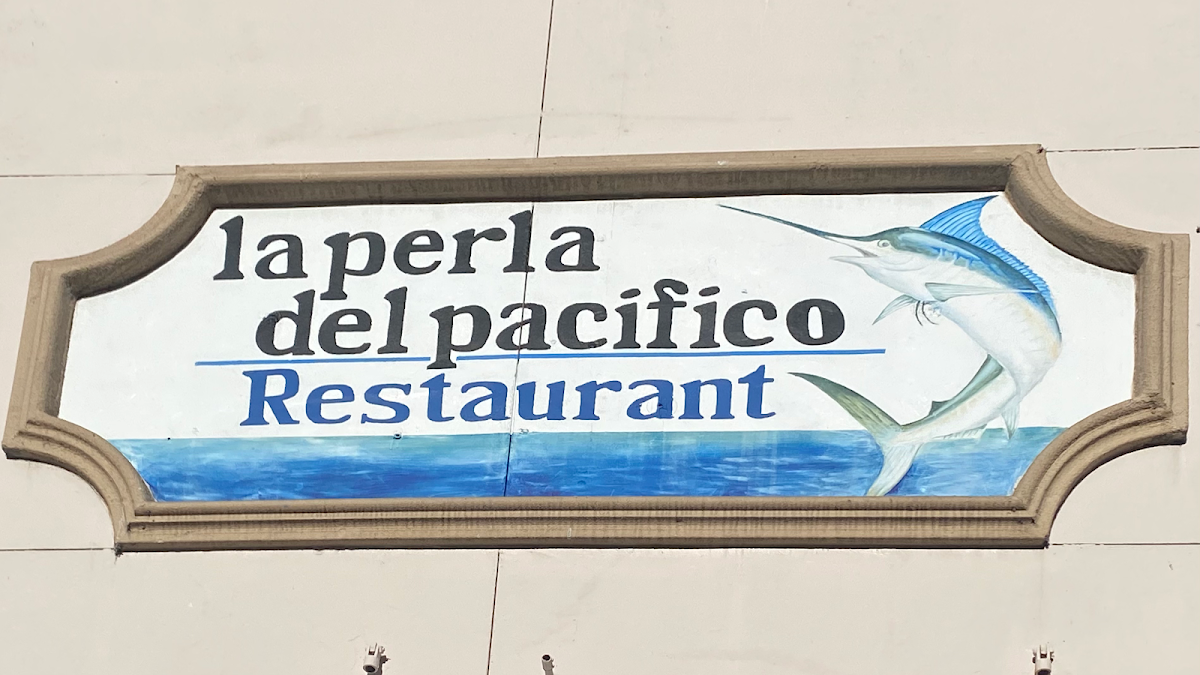 la perla
del pacifico
Restaurant